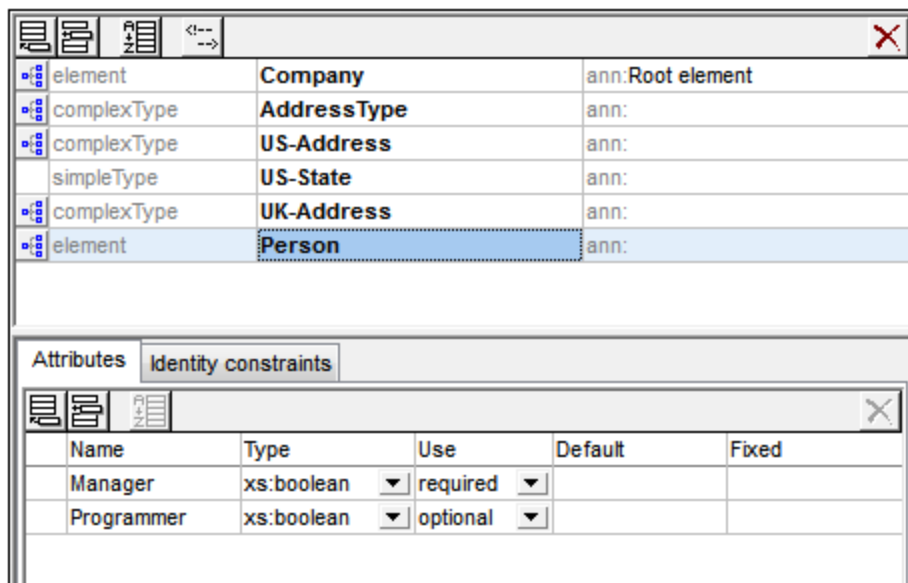 element Company ann:Root element
complexType AddressType ann:
complexType US-Address ann:
simpleType US-State ann:
complexType UK-Address ann:
element Person ann:
Attributes Identity constraints
Name Type Use Default Fixed
Manager xs:boolean required
Programmer xs:boolean optional